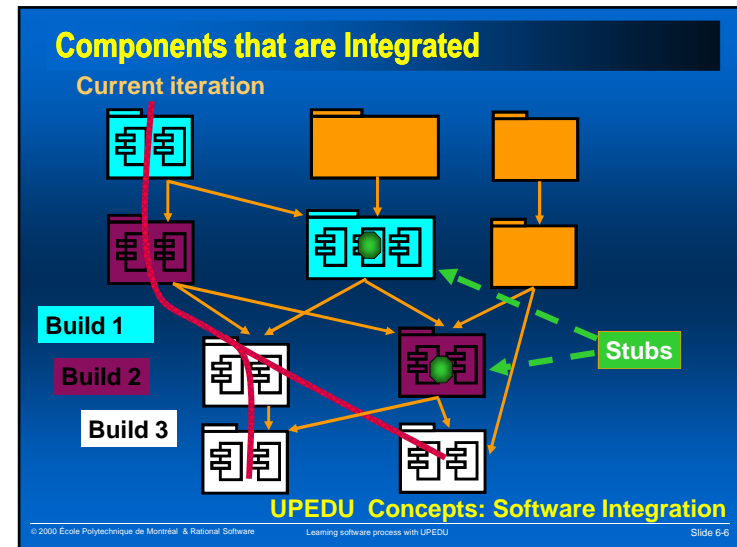 Components that are Integrated
Current iteration
Build 1
Build 2
Build 3
Stubs
UPEDU Concepts: Software Integration
© 2000 École Polytechnique de Montréal & Rational Software
Learning software process with UPEDU
Slide 6-6